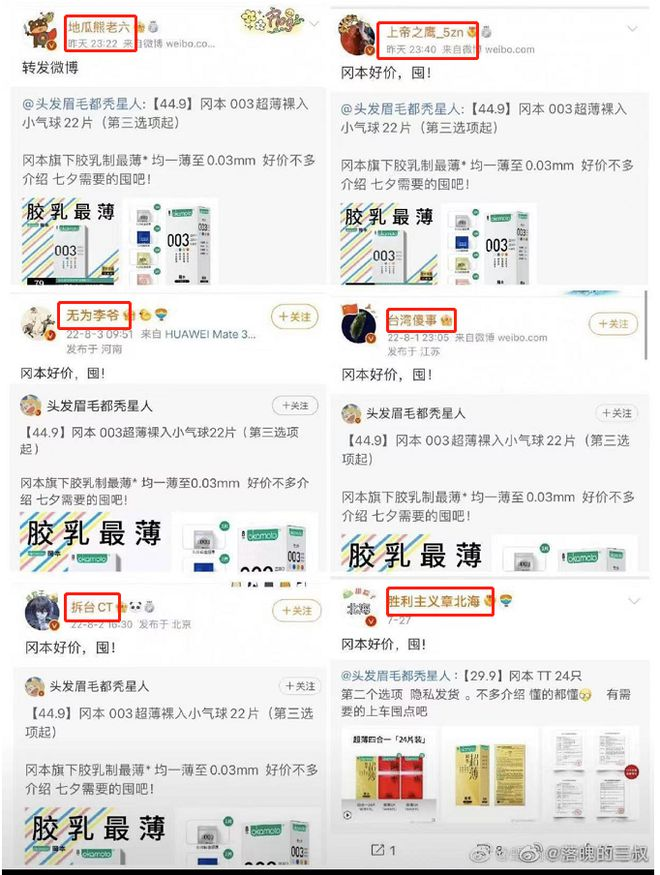 地瓜熊老六
昨天 23:22 来自微博 weibo.co...
转发微博
@头发眉毛都秃星人:【44.9】冈本 003超薄裸入
小气球22片（第三选项起）
冈本旗下胶乳制最薄* 均一薄至0.03mm 好价不多
介绍 七夕需要的囤吧！
胶乳最薄
003
okamoto
003
上帝之鹰_5zn
昨天 23:40 来自微博 weibo.com
冈本好价，囤！
@头发眉毛都秃星人:【44.9】冈本 003超薄裸入
小气球22片（第三选项起）
冈本旗下胶乳制最薄* 均一薄至0.03mm 好价不多
介绍 七夕需要的囤吧！
胶乳最薄
003
okamoto
003
无为李爷
＋关注
22-8-3 09:51 来自 HUAWEI Mate 3...
发布于 河南
冈本好价，囤！
头发眉毛都秃星人
＋关注
【44.9】冈本 003超薄裸入小气球22片（第三选项
起）
冈本旗下胶乳制最薄* 均一薄至0.03mm 好价不多介
绍 七夕需要的囤吧！
胶乳最薄
okamoto
okamoto
003
台湾傻事
＋关注
22-8-1 23:05 来自微博 weibo.com
发布于 江苏
冈本好价，囤！
头发眉毛都秃星人
＋关注
【44.9】冈本 003超薄裸入小气球22片（第三选
项起）
冈本旗下胶乳制最薄* 均一薄至0.03mm 好价不多
介绍 七夕需要的囤吧！
胶乳最薄
okamoto
拆台CT
＋关注
22-8-2 16:30 发布于 北京
冈本好价，囤！
头发眉毛都秃星人
＋关注
【44.9】冈本 003超薄裸入小气球22片（第三选
项起）
冈本旗下胶乳制最薄* 均一薄至0.03mm 好价不多
介绍 七夕需要的囤吧！
胶乳最薄
okamoto
okamoto
北海
胜利主义章北海
7-27
冈本好价，囤！
@头发眉毛都秃星人：【29.9】冈本 TT 24只
第二个选项 隐私发货 。不多介绍 懂的都懂 有需
要的上车囤点吧
超薄四合一「24片装」
超薄
1
8
@落魄的三叔